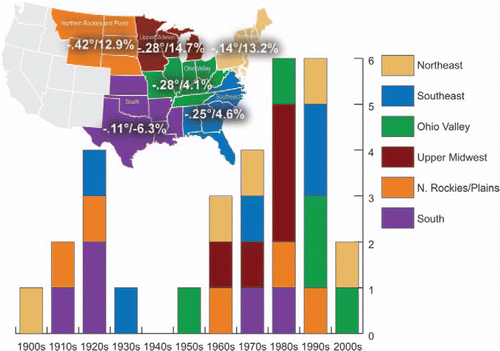 Northern Rockies and Plains
-.42°/12.9%
Upper Midwest
-.28°/14.7%
-.14°/13.2%
Ohio Valley
-.28°/4.1%
South
-.11°/-6.3%
Southeast
-.25°/4.6%
Northeast
Southeast
Ohio Valley
Upper Midwest
N. Rockies/Plains
South
6
5
4
3
2
1
0
1900s 1910s 1920s 1930s 1940s 1950s 1960s 1970s 1980s 1990s 2000s